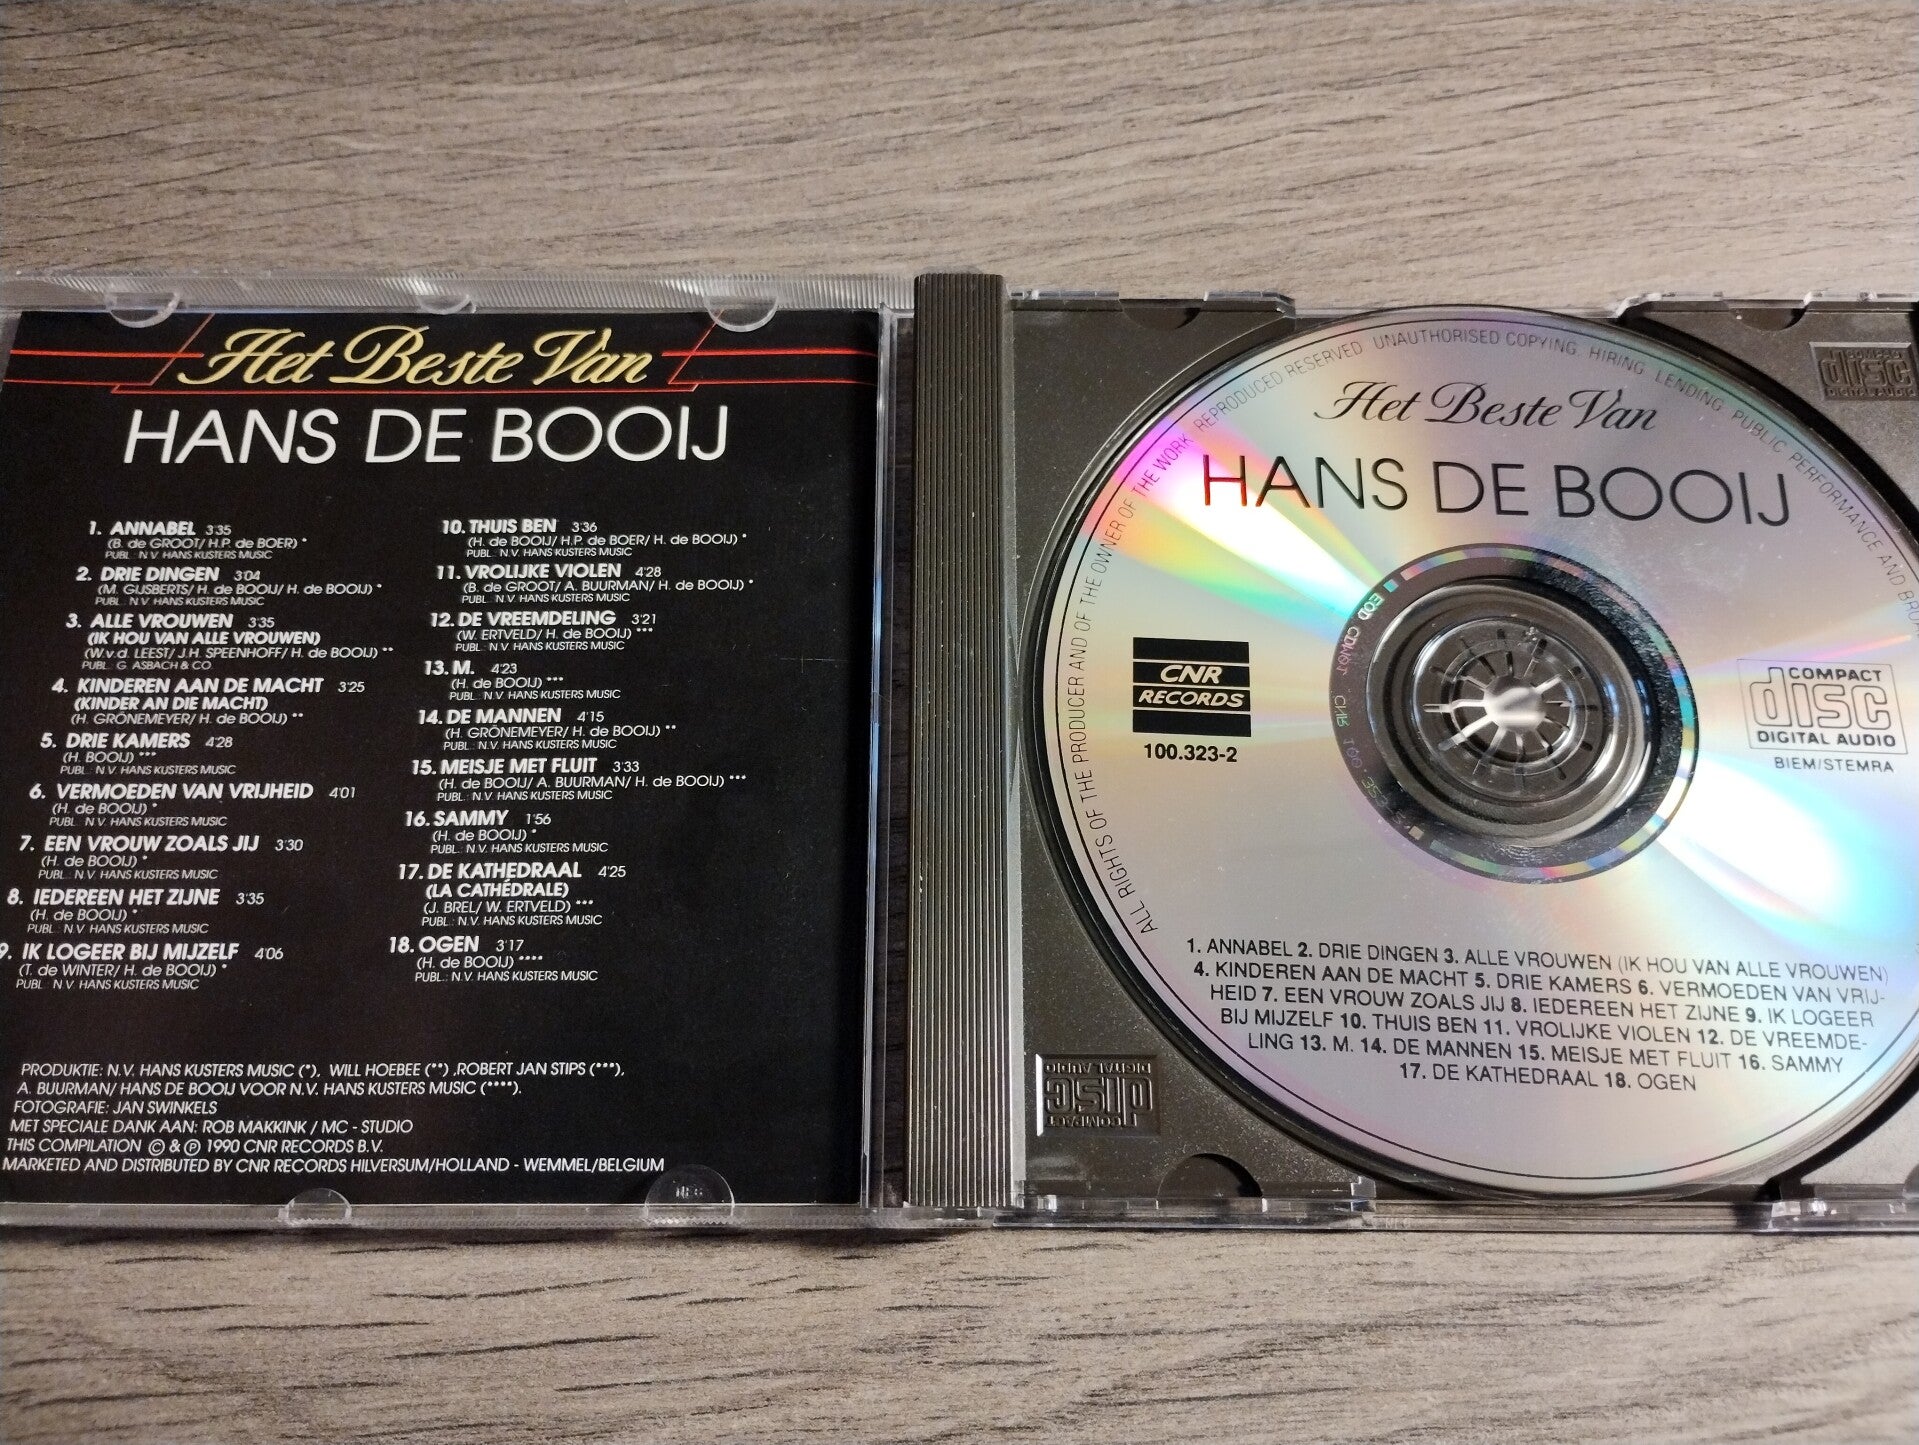 Het Beste Van
HANS DE BOOIJ
1. ANNABEL 3'35
(B. de GROOT/H.P. de BOER) *
PUBL.: N.V. HANS KUSTERS MUSIC
2. DRIE DINGEN 3'04
(M. GIJSBERTS/ H. de BOOIJ/ H. de BOOIJ) *
PUBL.: N.V. HANS KUSTERS MUSIC
3. ALLE VROUWEN 3'35
(IK HOU VAN ALLE VROUWEN)
(W.v.d. LEEST/ J.H. SPEENHOFF/ H. de BOOIJ) **
PUBL.: G. ASBACH & CO.
4. KINDEREN AAN DE MACHT 3'25
(KINDER AN DIE MACHT)
(H. GRÖNEMEYER/ H. de BOOIJ) **
5. DRIE KAMERS 4'28
(H. BOOIJ) ***
PUBL.: N.V. HANS KUSTERS MUSIC
6. VERMOEDEN VAN VRIJHEID 4'01
(H. de BOOIJ) *
PUBL.: N.V. HANS KUSTERS MUSIC
7. EEN VROUW ZOALS JIJ 3'30
(H. de BOOIJ) *
PUBL.: N.V. HANS KUSTERS MUSIC
8. IEDEREEN HET ZIJNE 3'35
(H. de BOOIJ) *
PUBL.: N.V. HANS KUSTERS MUSIC
9. IK LOGEER BIJ MIJZELF 4'06
(T. de WINTER/ H. de BOOIJ) *
PUBL.: N.V. HANS KUSTERS MUSIC
10. THUIS BEN 3'36
(H. de BOOIJ/ H.P. de BOER/ H. de BOOIJ) *
PUBL.: N.V. HANS KUSTERS MUSIC
11. VROLIJKE VIOLEN 4'28
(B. de GROOT/ A. BUURMAN/ H. de BOOIJ) *
PUBL.: N.V. HANS KUSTERS MUSIC
12. DE VREEMDELING 3'21
(W. ERTVELD/ H. de BOOIJ) ***
PUBL.: N.V. HANS KUSTERS MUSIC
13. M. 4'23
(H. de BOOIJ) ***
PUBL.: N.V. HANS KUSTERS MUSIC
14. DE MANNEN 4'15
(H. GRÖNEMEYER/ H. de BOOIJ) **
PUBL.: N.V. HANS KUSTERS MUSIC
15. MEISJE MET FLUIT 3'33
(H. de BOOIJ/ A. BUURMAN/ H. de BOOIJ) ***
PUBL.: N.V. HANS KUSTERS MUSIC
16. SAMMY 1'56
(H. de BOOIJ) *
PUBL.: N.V. HANS KUSTERS MUSIC
17. DE KATHEDRAAL 4'25
(LA CATHÉDRALE)
(J. BREL/ W. ERTVELD) ***
PUBL.: N.V. HANS KUSTERS MUSIC
18. OGEN 3'17
(H. de BOOIJ) ****
PUBL.: N.V. HANS KUSTERS MUSIC
PRODUKTIE: N.V. HANS KUSTERS MUSIC (*), WILL HOEBEE (**) ,ROBERT JAN STIPS (***),
A. BUURMAN/ HANS DE BOOIJ VOOR N.V. HANS KUSTERS MUSIC (****).
FOTOGRAFIE: JAN SWINKELS
MET SPECIALE DANK AAN: ROB MAKKINK / MC - STUDIO
THIS COMPILATION © & ℗ 1990 CNR RECORDS B.V.
MARKETED AND DISTRIBUTED BY CNR RECORDS HILVERSUM/HOLLAND - WEMMEL/BELGIUM
ALL RIGHTS OF THE PRODUCER AND OF THE OWNER OF THE WORK REPRODUCED RESERVED UNAUTHORISED COPYING, HIRING, LENDING, PUBLIC PERFORMANCE AND
Het Beste Van
HANS DE BOOIJ
CNR
RECORDS
100.323-2
COMPACT
disc
DIGITAL AUDIO
BIEM/STEMRA
1. ANNABEL 2. DRIE DINGEN 3. ALLE VROUWEN (IK HOU VAN ALLE VROUWEN)
4. KINDEREN AAN DE MACHT 5. DRIE KAMERS 6. VERMOEDEN VAN VRIJ-
HEID 7. EEN VROUW ZOALS JIJ 8. IEDEREEN HET ZIJNE 9. IK LOGEER
BIJ MIJZELF 10. THUIS BEN 11. VROLIJKE VIOLEN 12. DE VREEMDE-
LING 13. M. 14. DE MANNEN 15. MEISJE MET FLUIT 16. SAMMY
17. DE KATHEDRAAL 18. OGEN
COMPACT
disc
DIGITAL AUDIO
COMPACT
disc
DIGITAL AUDIO